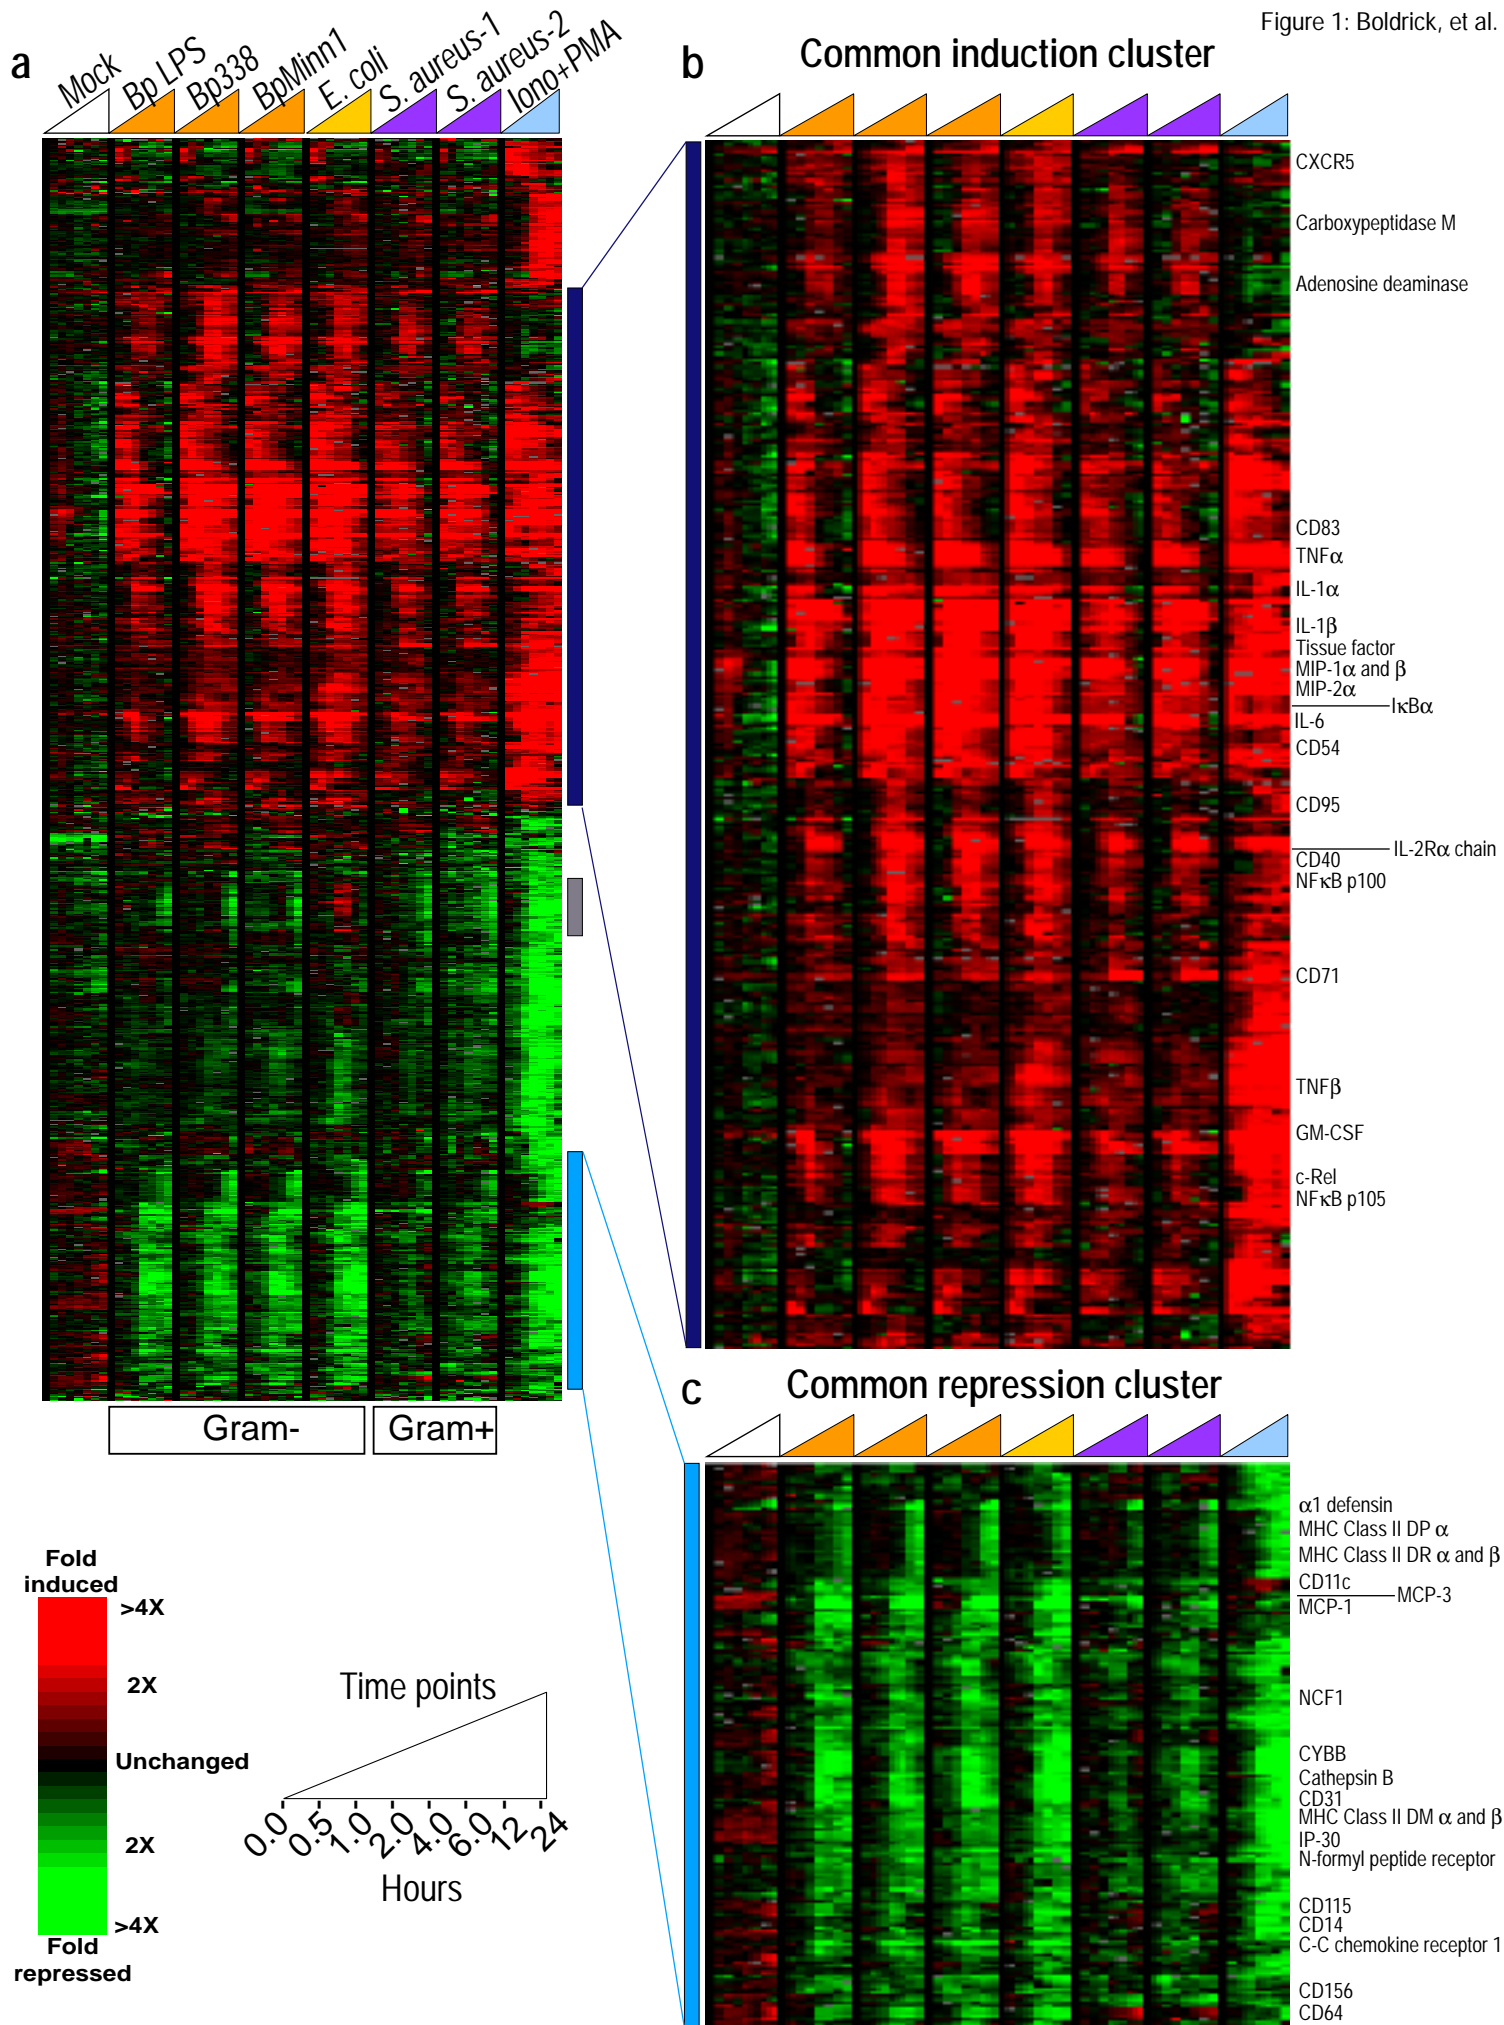 Figure 1: Boldrick, et al.
a
Mock
Bp LPS
Bp338
BpMinn1
E. coli
S. aureus-1
S. aureus-2
Iono+PMA
Gram-
Gram+
b
Common induction cluster
CXCR5
Carboxypeptidase M
Adenosine deaminase
CD83
TNFα
IL-1α
IL-1β
Tissue factor
MIP-1α and β
MIP-2α
IκBα
IL-6
CD54
CD95
IL-2Rα chain
CD40
NFκB p100
CD71
TNFβ
GM-CSF
c-Rel
NFκB p105
c
Common repression cluster
α1 defensin
MHC Class II DP α
MHC Class II DR α and β
CD11c
MCP-3
MCP-1
NCF1
CYBB
Cathepsin B
CD31
MHC Class II DM α and β
IP-30
N-formyl peptide receptor
CD115
CD14
C-C chemokine receptor 1
CD156
CD64
Fold
induced
>4X
2X
Unchanged
2X
>4X
Fold
repressed
Time points
0.0
0.5
1.0
2.0
4.0
6.0
12
24
Hours